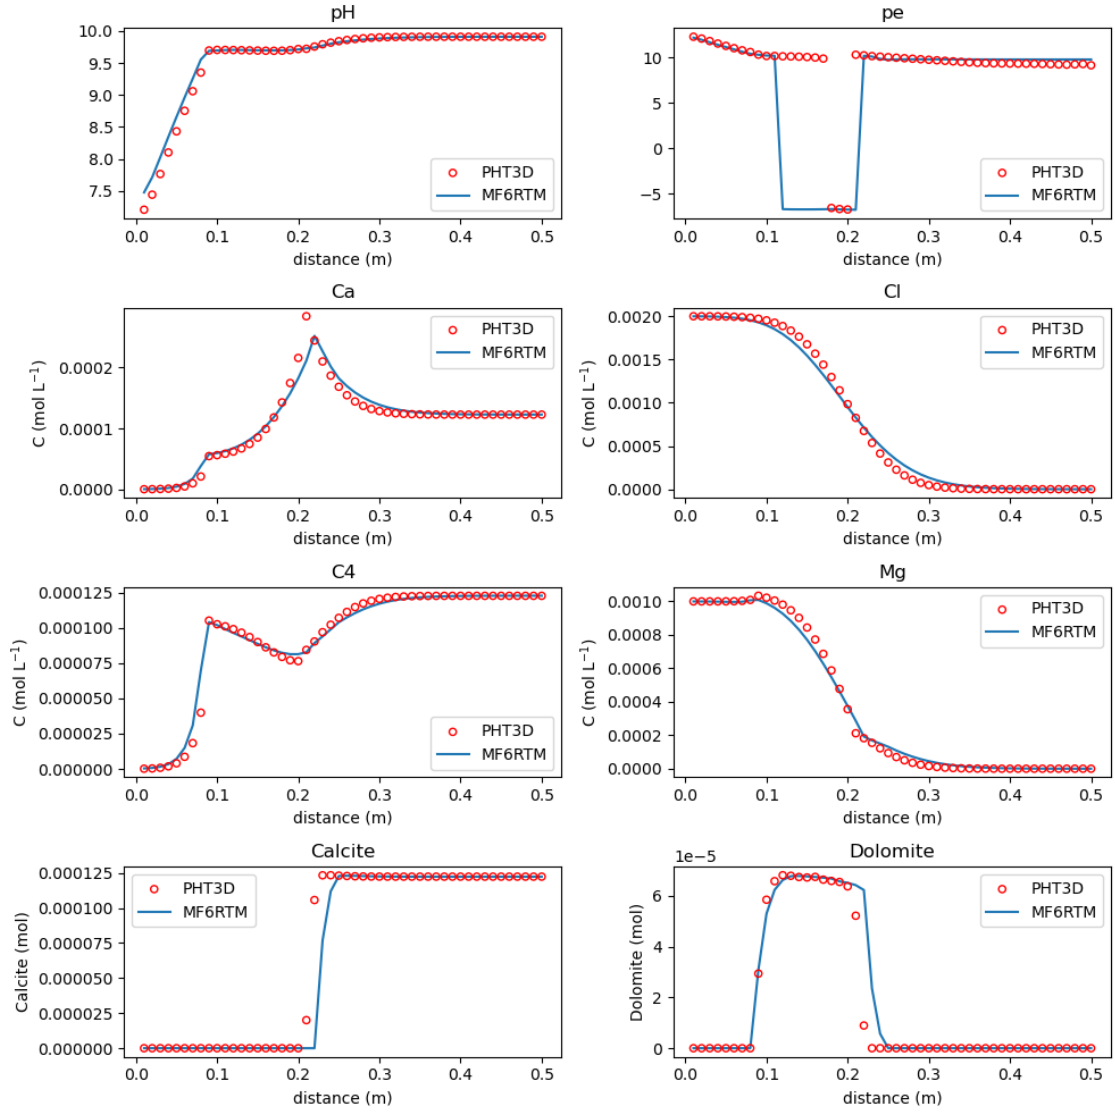 pH
10.0
9.5
9.0
8.5
8.0
7.5
PHT3D
MF6RTM
0.0 0.1 0.2 0.3 0.4 0.5
distance (m)
pe
10
5
0
−5
PHT3D
MF6RTM
0.0 0.1 0.2 0.3 0.4 0.5
distance (m)
Ca
C (mol L⁻¹)
0.0002
0.0001
0.0000
PHT3D
MF6RTM
0.0 0.1 0.2 0.3 0.4 0.5
distance (m)
Cl
C (mol L⁻¹)
0.0020
0.0015
0.0010
0.0005
0.0000
PHT3D
MF6RTM
0.0 0.1 0.2 0.3 0.4 0.5
distance (m)
C4
C (mol L⁻¹)
0.000125
0.000100
0.000075
0.000050
0.000025
0.000000
PHT3D
MF6RTM
0.0 0.1 0.2 0.3 0.4 0.5
distance (m)
Mg
C (mol L⁻¹)
0.0010
0.0008
0.0006
0.0004
0.0002
0.0000
PHT3D
MF6RTM
0.0 0.1 0.2 0.3 0.4 0.5
distance (m)
Calcite
Calcite (mol)
0.000125
0.000100
0.000075
0.000050
0.000025
0.000000
PHT3D
MF6RTM
0.0 0.1 0.2 0.3 0.4 0.5
distance (m)
Dolomite
1e−5
Dolomite (mol)
6
4
2
0
PHT3D
MF6RTM
0.0 0.1 0.2 0.3 0.4 0.5
distance (m)